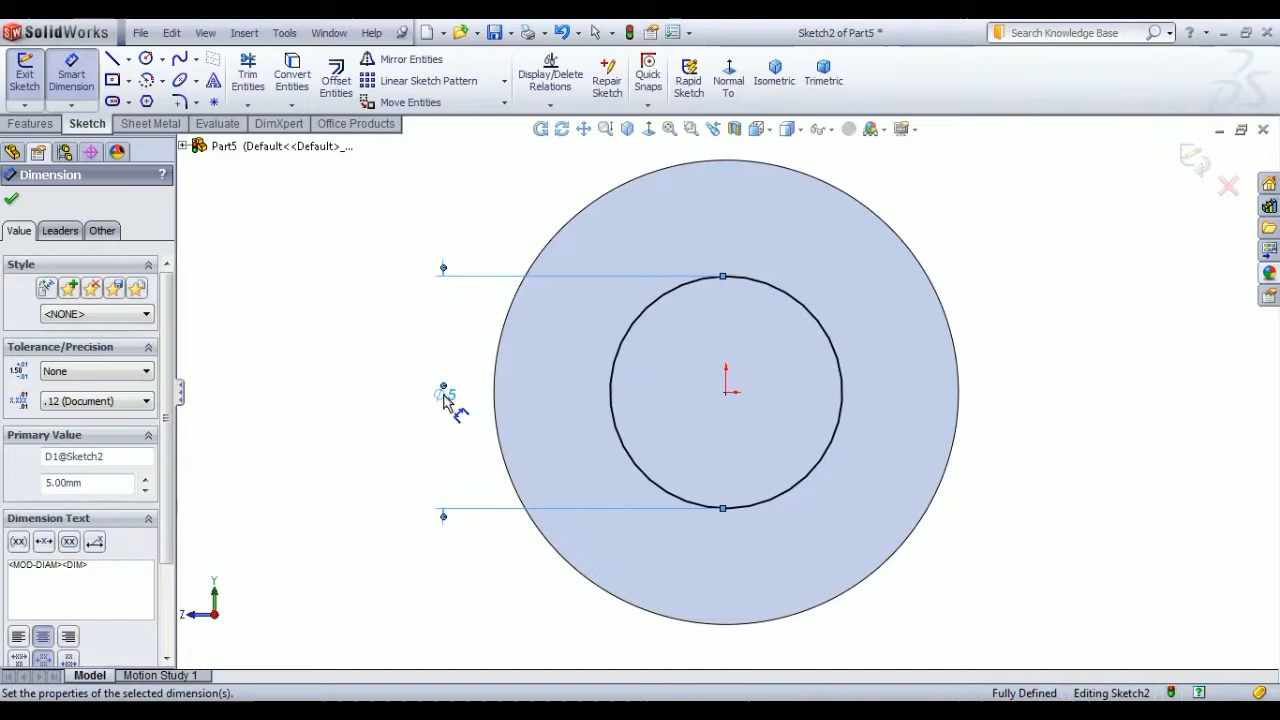 SolidWorks File Edit View Insert Tools Window Help Sketch2 of Part5 * Search Knowledge Base ?
Exit Sketch
Smart Dimension
Trim Entities
Convert Entities
Offset Entities
Mirror Entities
Linear Sketch Pattern
Move Entities
Display/Delete Relations
Repair Sketch
Quick Snaps
Rapid Sketch
Normal To
Isometric
Trimetric
Features Sketch Sheet Metal Evaluate DimXpert Office Products
Part5 (Default<<Default>_...
Dimension ?
Value Leaders Other
Style
<NONE>
Tolerance/Precision
None
.12 (Document)
Primary Value
D1@Sketch2
5.00mm
Dimension Text
<MOD-DIAM><DIM>
∅5
Y
Z
Model Motion Study 1
Set the properties of the selected dimension(s). Fully Defined Editing Sketch2